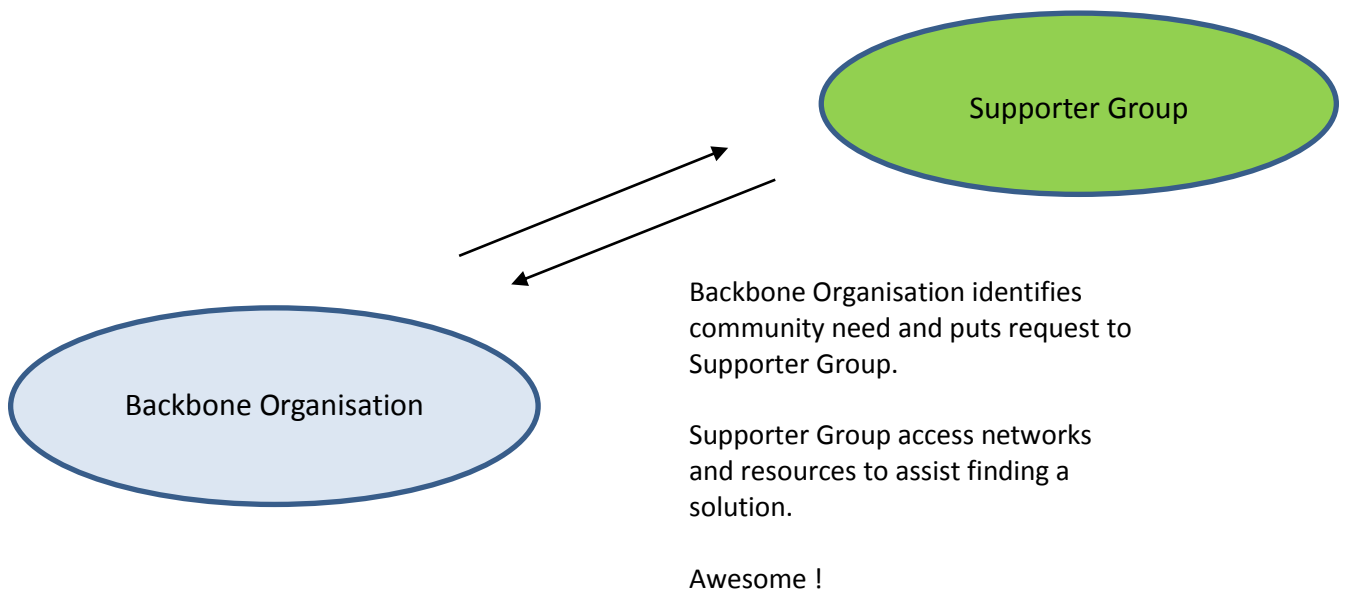 Supporter Group
Backbone Organisation identifies
community need and puts request to
Supporter Group.
Backbone Organisation
Supporter Group access networks
and resources to assist finding a
solution.
Awesome !